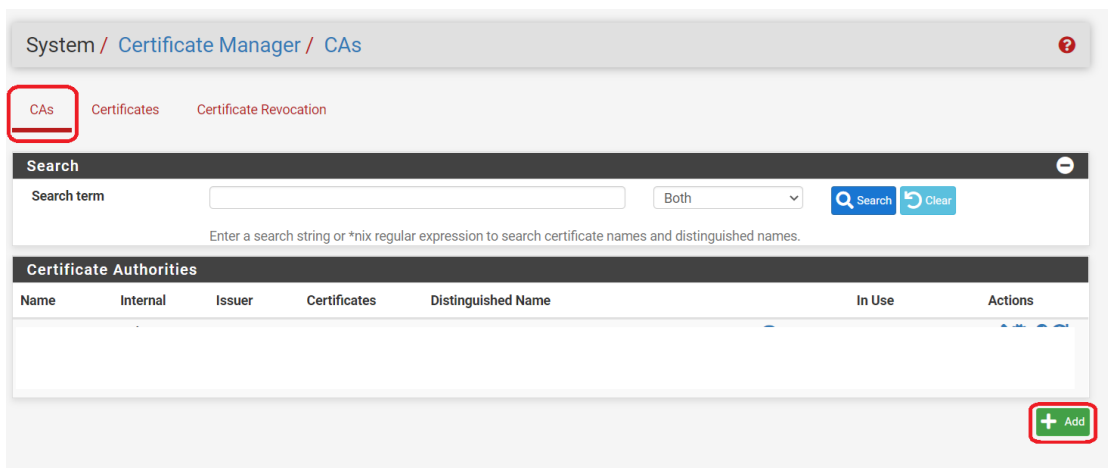 System / Certificate Manager / CAs
CAs Certificates Certificate Revocation
Search
Search term Both Search Clear
Enter a search string or *nix regular expression to search certificate names and distinguished names.
Certificate Authorities
Name Internal Issuer Certificates Distinguished Name In Use Actions
Add